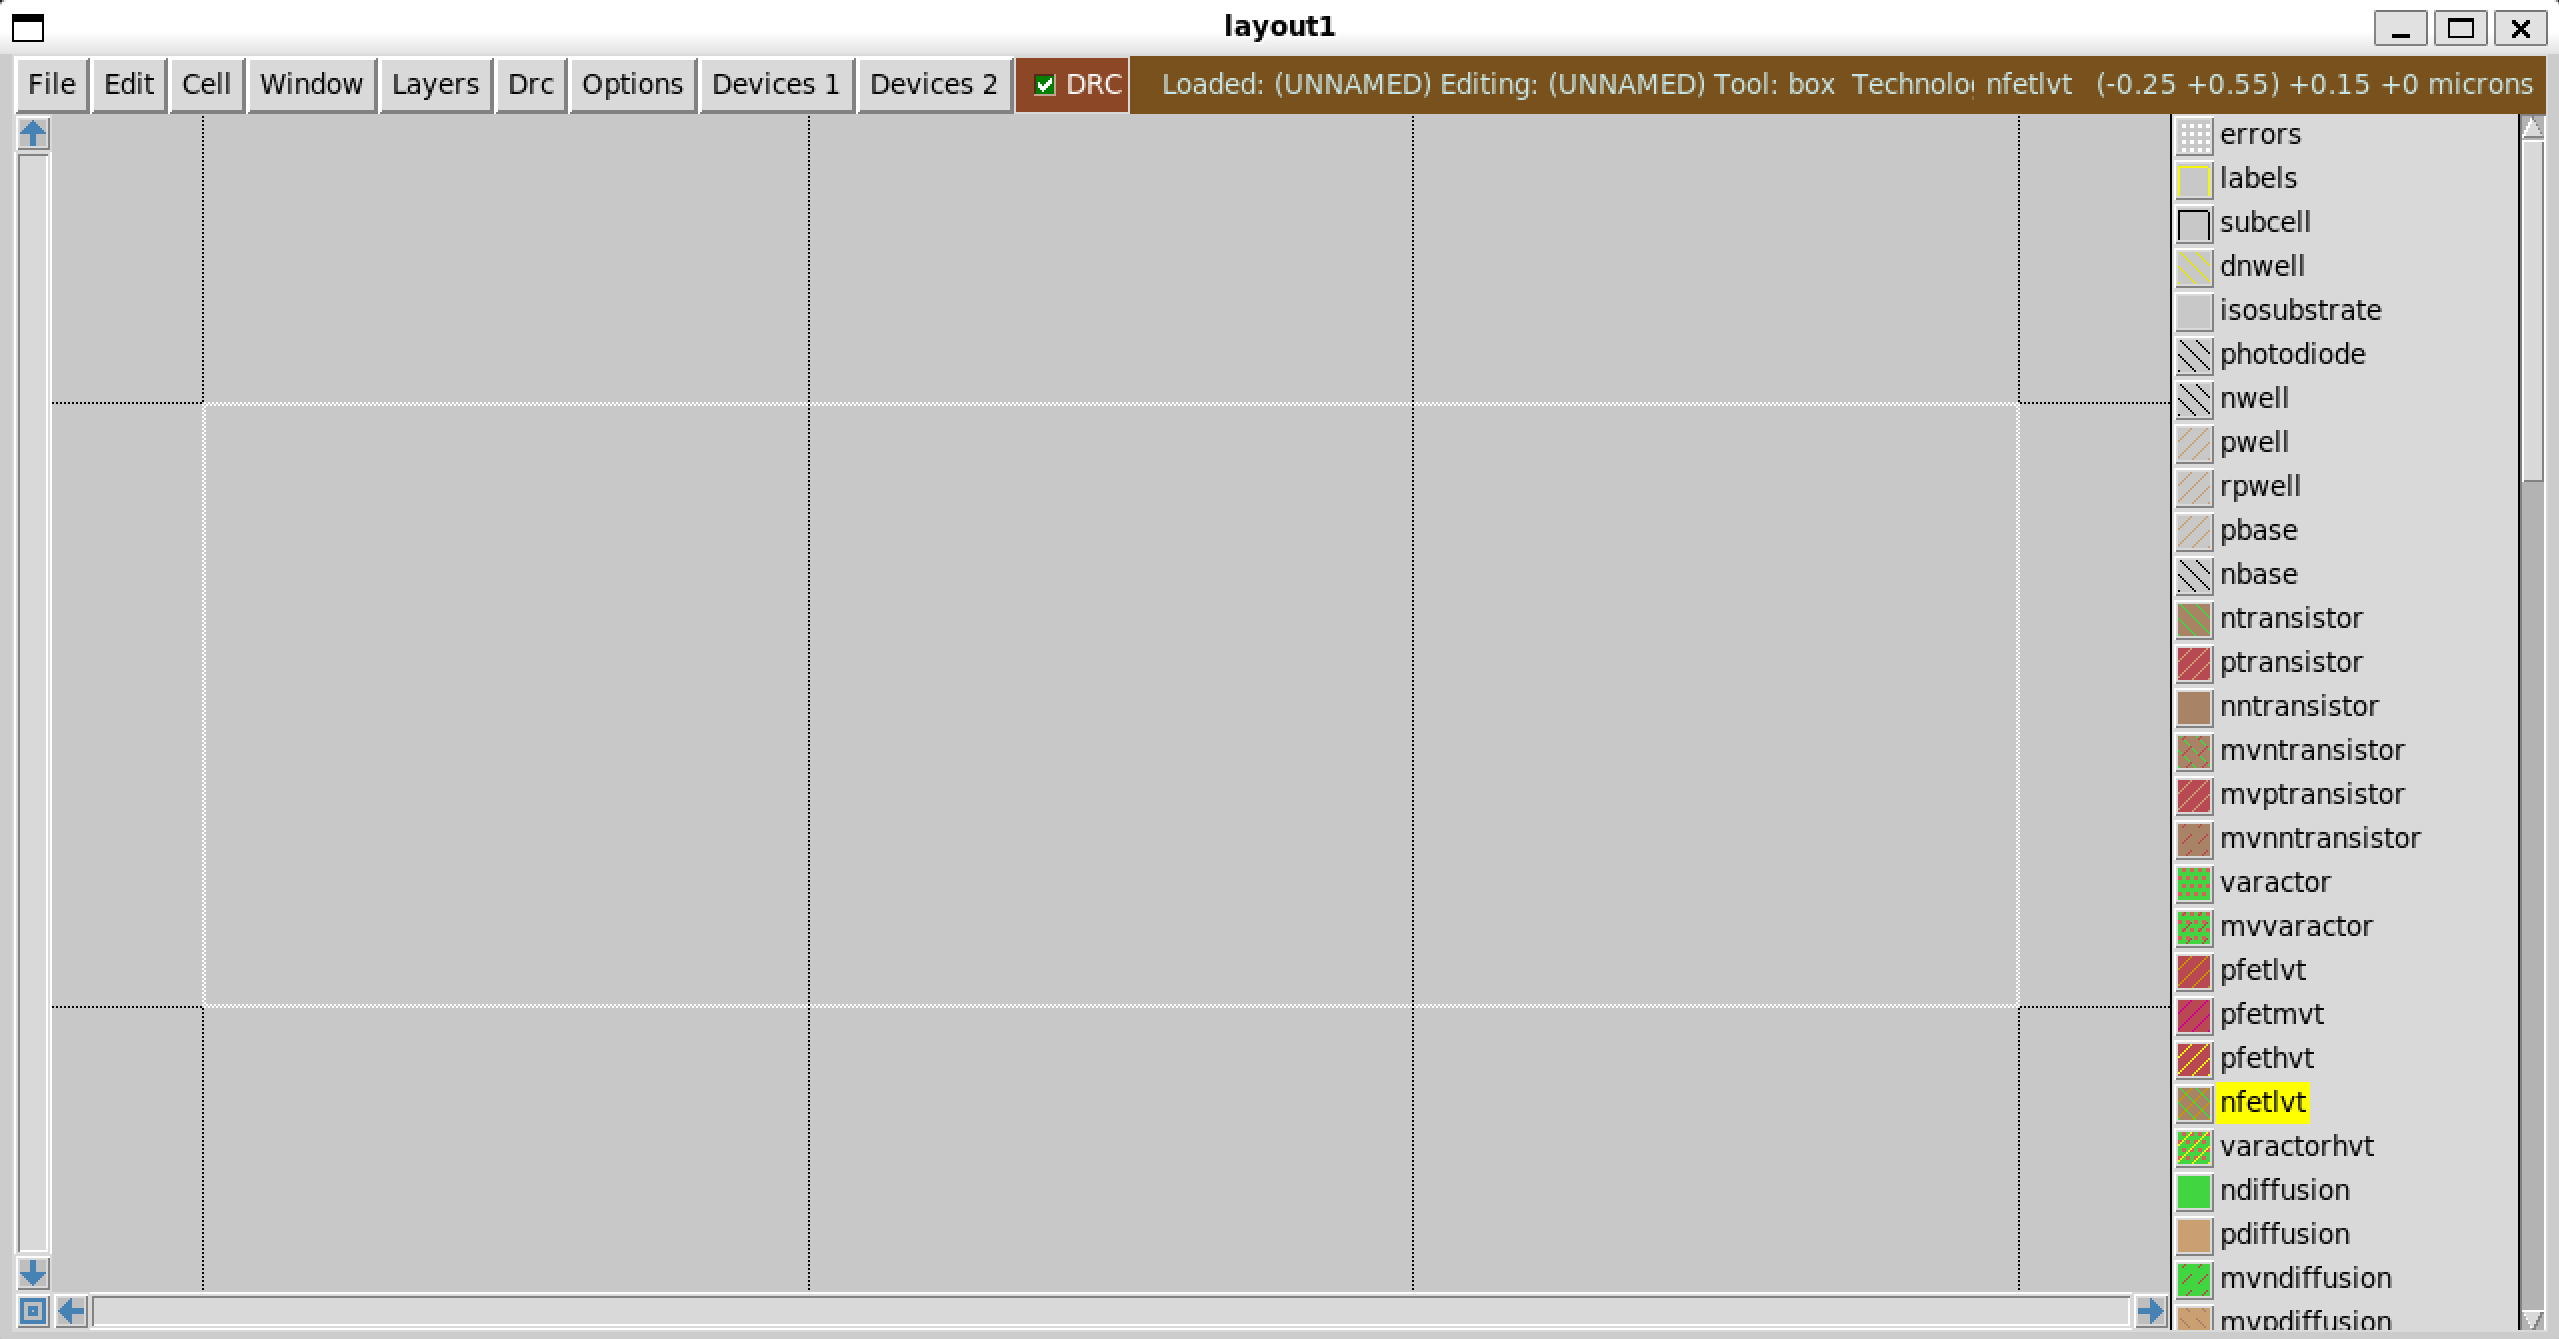 layout1
File Edit Cell Window Layers Drc Options Devices 1 Devices 2 DRC Loaded: (UNNAMED) Editing: (UNNAMED) Tool: box Technolog nfetlvt (-0.25 +0.55) +0.15 +0 microns
errors
labels
subcell
dnwell
isosubstrate
photodiode
nwell
pwell
rpwell
pbase
nbase
ntransistor
ptransistor
nntransistor
mvntransistor
mvptransistor
mvnntransistor
varactor
mvvaractor
pfetlvt
pfetmvt
pfethvt
nfetlvt
varactorhvt
ndiffusion
pdiffusion
mvndiffusion
mvpdiffusion